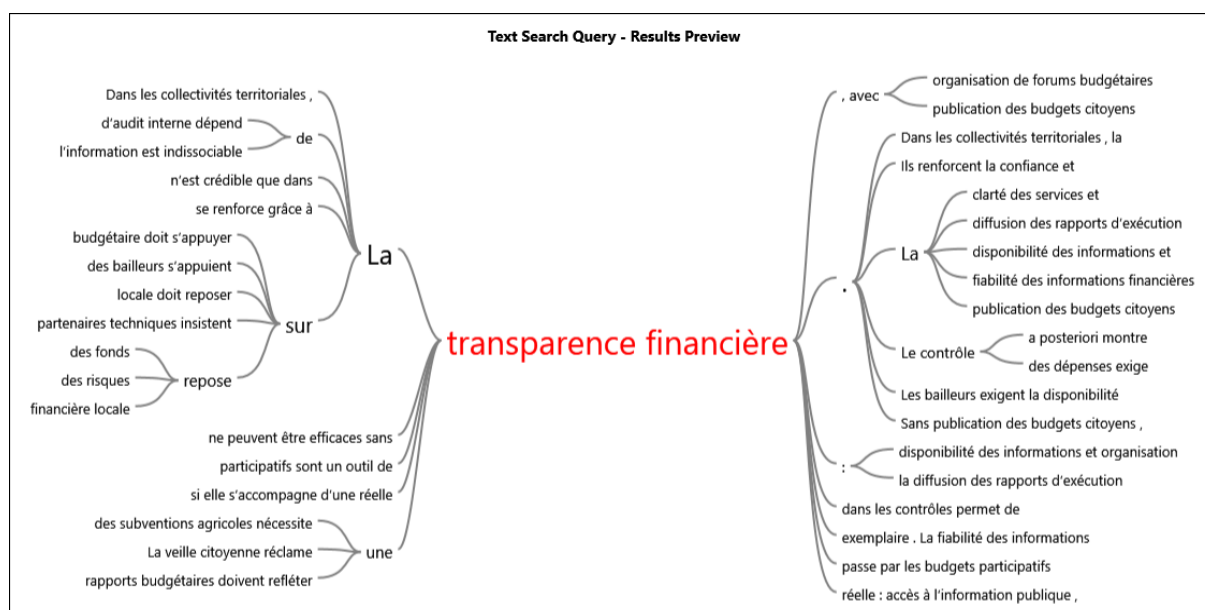 Text Search Query - Results Preview
Dans les collectivités territoriales ,
d'audit interne dépend
l'information est indissociable
de
n'est crédible que dans
se renforce grâce à
La
budgétaire doit s'appuyer
des bailleurs s'appuient
locale doit reposer
partenaires techniques insistent
sur
des fonds
des risques
financière locale
repose
ne peuvent être efficaces sans
participatifs sont un outil de
si elle s'accompagne d'une réelle
des subventions agricoles nécessite
La veille citoyenne réclame
rapports budgétaires doivent refléter
une
transparence financière
, avec
organisation de forums budgétaires
publication des budgets citoyens
.
Dans les collectivités territoriales , la
Ils renforcent la confiance et
La
clarté des services et
diffusion des rapports d'exécution
disponibilité des informations et
fiabilité des informations financières
publication des budgets citoyens
Le contrôle
a posteriori montre
des dépenses exige
Les bailleurs exigent la disponibilité
Sans publication des budgets citoyens ,
:
disponibilité des informations et organisation
la diffusion des rapports d'exécution
dans les contrôles permet de
exemplaire . La fiabilité des informations
passe par les budgets participatifs
réelle : accès à l'information publique ,